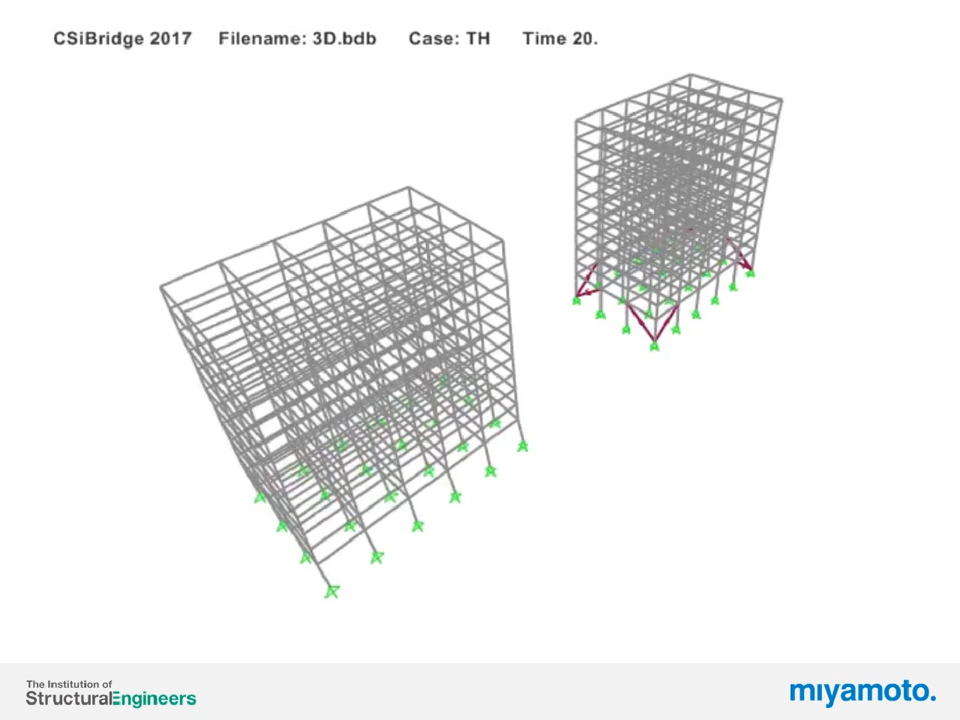 CSiBridge 2017 Filename: 3D.bdb Case: TH Time 20.
The Institution of
StructuralEngineers
miyamoto.